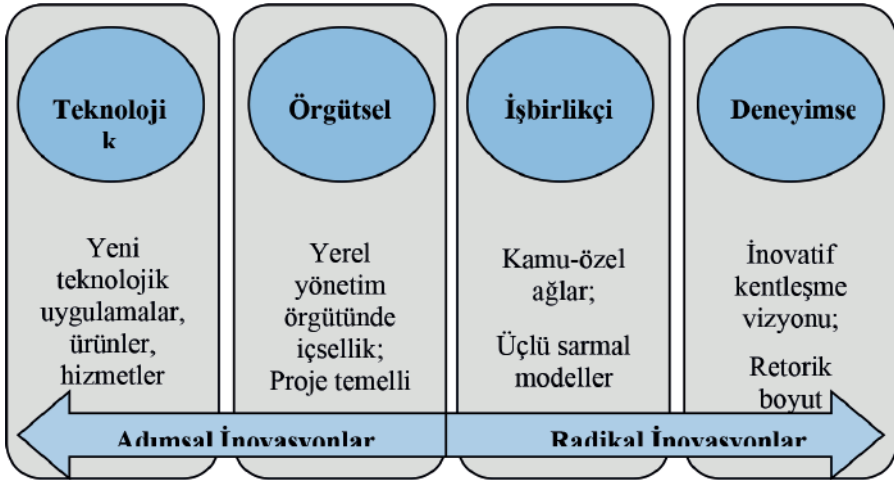 Teknoloji
k
Örgütsel
İşbirlikçi
Deneyimse
Yeni
teknolojik
uygulamalar,
ürünler,
hizmetler
Yerel
yönetim
örgütünde
içsellik;
Proje temelli
Kamu-özel
ağlar;
Üçlü sarmal
modeller
İnovatif
kentleşme
vizyonu;
Retorik
boyut
Adımsal İnovasyonlar
Radikal İnovasyonlar